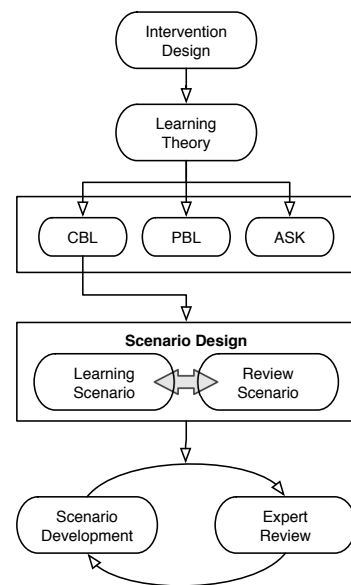 Intervention
Design
Learning
Theory
CBL
PBL
ASK
Scenario Design
Learning
Scenario
Review
Scenario
Scenario
Development
Expert
Review